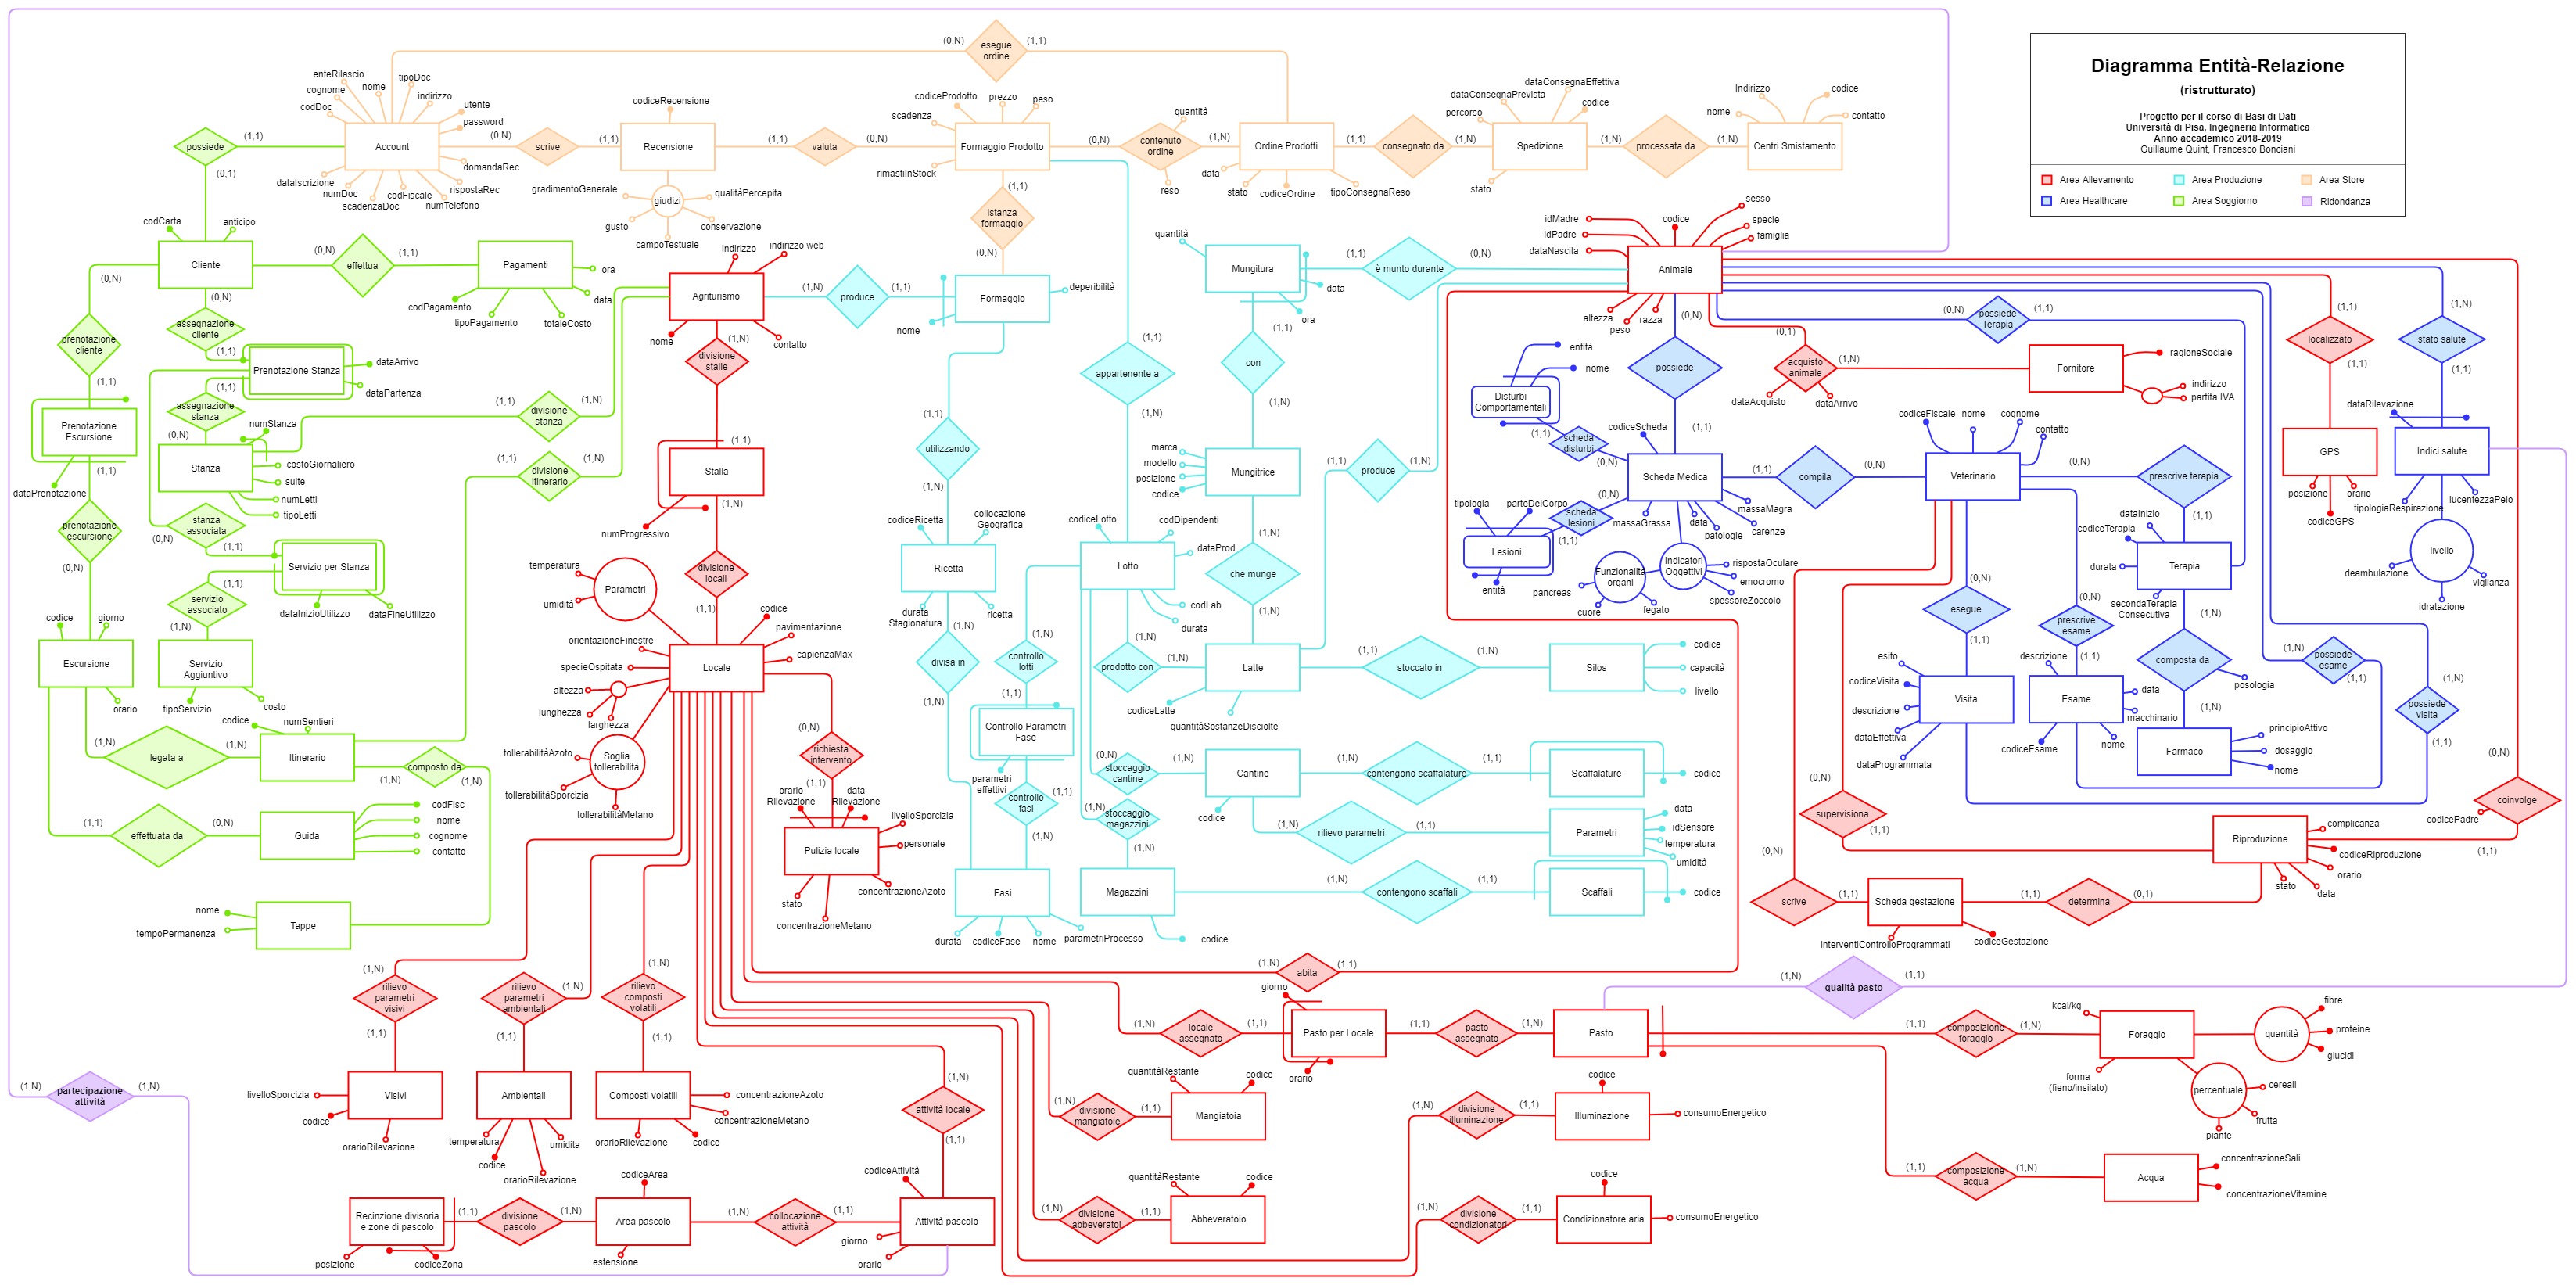 Diagramma Entità-Relazione
(ristrutturato)
Progetto per il corso di Basi di Dati
Università di Pisa, Ingegneria Informatica
Anno accademico 2018-2019
Guillaume Quint, Francesco Bonciani
Area Allevamento
Area Produzione
Area Store
Area Healthcare
Area Soggiorno
Ridondanza
(0,N)
esegue
ordine
(1,1)
enteRilascio
cognome
codDoc
nome
tipoDoc
indirizzo
utente
password
domandaRec
rispostaRec
numTelefono
codFiscale
scadenzaDoc
numDoc
dataIscrizione
Account
possiede
(1,1)
(0,1)
(0,N)
scrive
(1,1)
codiceRecensione
Recensione
gradimentoGenerale
giudizi
qualitàPercepita
gusto
campoTestuale
conservazione
(1,1)
valuta
(0,N)
codiceProdotto
prezzo
peso
scadenza
Formaggio Prodotto
rimastiInStock
(1,1)
istanza
formaggio
(0,N)
(0,N)
quantità
contenuto
ordine
reso
(1,N)
Ordine Prodotti
data
stato
codiceOrdine
tipoConsegnaReso
(1,1)
consegnato da
(1,N)
dataConsegnaEffettiva
dataConsegnaPrevista
codice
percorso
Spedizione
stato
(1,N)
processata da
(1,N)
Indirizzo
codice
nome
contatto
Centri Smistamento
codCarta
anticipo
Cliente
(0,N)
effettua
(1,1)
Pagamenti
ora
data
codPagamento
tipoPagamento
totaleCosto
(0,N)
prenotazione
cliente
(1,1)
(0,N)
assegnazione
cliente
(1,1)
Prenotazione Stanza
dataArrivo
dataPartenza
(1,1)
assegnazione
stanza
(0,N)
Prenotazione
Escursione
(1,1)
dataPrenotazione
prenotazione
escursione
(0,N)
numStanza
Stanza
costoGiornaliero
suite
numLetti
tipoLetti
stanza
associata
(0,N)
(1,1)
Servizio per Stanza
(1,1)
dataInizioUtilizzo
dataFineUtilizzo
servizio
associato
(1,N)
Servizio
Aggiuntivo
tipoServizio
costo
codice
giorno
Escursione
orario
(1,1)
divisione
stanza
(1,N)
(1,1)
divisione
itinerario
(1,N)
(1,N)
legata a
(1,N)
codice
numSentieri
Itinerario
composto da
(1,N)
(1,N)
(1,1)
effettuata da
(0,N)
Guida
codFisc
nome
cognome
contatto
nome
tempoPermanenza
Tappe
indirizzo
indirizzo web
Agriturismo
nome
contatto
(1,N)
divisione
stalle
(1,1)
Stalla
numProgressivo
(1,N)
divisione
locali
(1,1)
(1,N)
produce
(1,1)
Formaggio
deperibilità
nome
(1,1)
utilizzando
(1,N)
codiceRicetta
collocazione
Geografica
Ricetta
durata
Stagionatura
ricetta
(1,N)
divisa in
(1,N)
(1,N)
controllo
lotti
(1,1)
Controllo Parametri
Fase
parametri
effettivi
controllo
fasi
(1,1)
(1,N)
Fasi
durata
codiceFase
nome
parametriProcesso
(1,1)
appartenente a
(1,N)
codiceLotto
codDipendenti
dataProd
Lotto
codLab
durata
(1,N)
prodotto con
(1,N)
(0,N)
stoccaggio
cantine
(1,N)
(1,N)
stoccaggio
magazzini
(1,N)
quantità
Mungitura
data
ora
(1,1)
è munto durante
(0,N)
(1,1)
con
(1,N)
marca
modello
posizione
codice
Mungitrice
(1,N)
che munge
(1,N)
(1,1)
produce
(1,N)
Latte
codiceLatte
quantitàSostanzeDisciolte
(1,1)
stoccato in
(1,N)
Silos
codice
capacità
livello
Cantine
codice
(1,N)
contengono scaffalature
(1,1)
Scaffalature
codice
(1,N)
rilievo parametri
(1,1)
Parametri
data
idSensore
temperatura
umidità
Magazzini
codice
(1,N)
contengono scaffali
(1,1)
Scaffali
codice
idMadre
idPadre
dataNascita
codice
sesso
specie
famiglia
Animale
altezza
peso
razza
(0,N)
possiede
(1,1)
(0,1)
acquisto
animale
(1,N)
dataAcquisto
dataArrivo
Fornitore
ragioneSociale
indirizzo
partita IVA
(0,N)
possiede
Terapia
(1,1)
(1,1)
localizzato
(1,1)
GPS
posizione
orario
codiceGPS
(1,N)
stato salute
(1,1)
dataRilevazione
Indici salute
tipologiaRespirazione
lucentezzaPelo
livello
deambulazione
vigilanza
idratazione
entità
nome
Disturbi
Comportamentali
(1,1)
scheda
disturbi
(0,N)
codiceScheda
Scheda Medica
(0,N)
scheda
lesioni
(1,1)
tipologia
parteDelCorpo
Lesioni
entità
massaGrassa
data
patologie
massaMagra
carenze
Funzionalità
organi
pancreas
cuore
fegato
Indicatori
Oggettivi
rispostaOculare
emocromo
spessoreZoccolo
(1,1)
compila
(0,N)
codiceFiscale
nome
cognome
contatto
Veterinario
(0,N)
prescrive terapia
(1,1)
dataInizio
codiceTerapia
durata
Terapia
secondaTerapia
Consecutiva
(1,N)
composta da
posologia
(1,N)
Farmaco
principioAttivo
dosaggio
nome
(0,N)
esegue
(1,1)
esito
codiceVisita
descrizione
dataEffettiva
dataProgrammata
Visita
(0,N)
prescrive
esame
(1,1)
descrizione
Esame
data
macchinario
codiceEsame
nome
possiede
esame
(1,1)
(1,N)
possiede
visita
(1,1)
(0,N)
supervisiona
(1,1)
(0,N)
scrive
(1,1)
Scheda gestazione
interventiControlloProgrammati
codiceGestazione
(1,1)
determina
(0,1)
Riproduzione
complicanza
codiceRiproduzione
orario
data
stato
(0,N)
coinvolge
codicePadre
(1,1)
temperatura
umidità
Parametri
orientazioneFinestre
specieOspitata
altezza
lunghezza
larghezza
Locale
codice
pavimentazione
capienzaMax
Soglia
tollerabilità
tollerabilitàAzoto
tollerabilitàSporcizia
tollerabilitàMetano
(0,N)
richiesta
intervento
(1,1)
orario
Rilevazione
data
Rilevazione
livelloSporcizia
personale
Pulizia locale
stato
concentrazioneMetano
concentrazioneAzoto
(1,N)
rilievo
parametri
visivi
(1,1)
Visivi
livelloSporcizia
codice
orarioRilevazione
rilievo
parametri
ambientali
(1,N)
(1,1)
Ambientali
temperatura
codice
orarioRilevazione
umidita
(1,N)
rilievo
composti
volatili
(1,1)
Composti volatili
concentrazioneAzoto
concentrazioneMetano
orarioRilevazione
codice
(1,N)
abita
(1,1)
(1,N)
locale
assegnato
(1,1)
giorno
Pasto per Locale
orario
(1,1)
pasto
assegnato
(1,N)
Pasto
(1,N)
qualità pasto
(1,1)
(1,1)
composizione
foraggio
(1,N)
kcal/kg
Foraggio
forma
(fieno/insilato)
quantità
fibre
proteine
glucidi
percentuale
cereali
frutta
piante
(1,1)
composizione
acqua
(1,N)
Acqua
concentrazioneSali
concentrazioneVitamine
(1,N)
attività locale
(1,1)
(1,N)
divisione
mangiatoie
(1,1)
quantitàRestante
codice
Mangiatoia
(1,N)
divisione
abbeveratoi
(1,1)
quantitàRestante
codice
Abbeveratoio
(1,N)
divisione
illuminazione
(1,1)
codice
Illuminazione
consumoEnergetico
(1,N)
divisione
condizionatori
(1,1)
codice
Condizionatore aria
consumoEnergetico
(1,N)
partecipazione
attività
(1,N)
Recinzione divisoria
e zone di pascolo
posizione
codiceZona
(1,1)
divisione
pascolo
(1,N)
codiceArea
Area pascolo
estensione
(1,N)
collocazione
attività
(1,1)
codiceAttività
Attività pascolo
giorno
orario